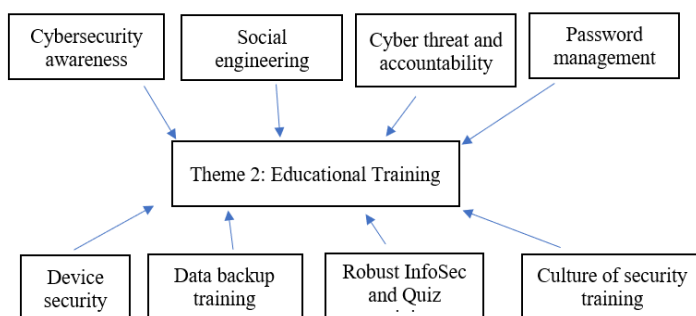 Cybersecurity
awareness
Social
engineering
Cyber threat and
accountability
Password
management
Theme 2: Educational Training
Device
security
Data backup
training
Robust InfoSec
and Quiz
Culture of security
training